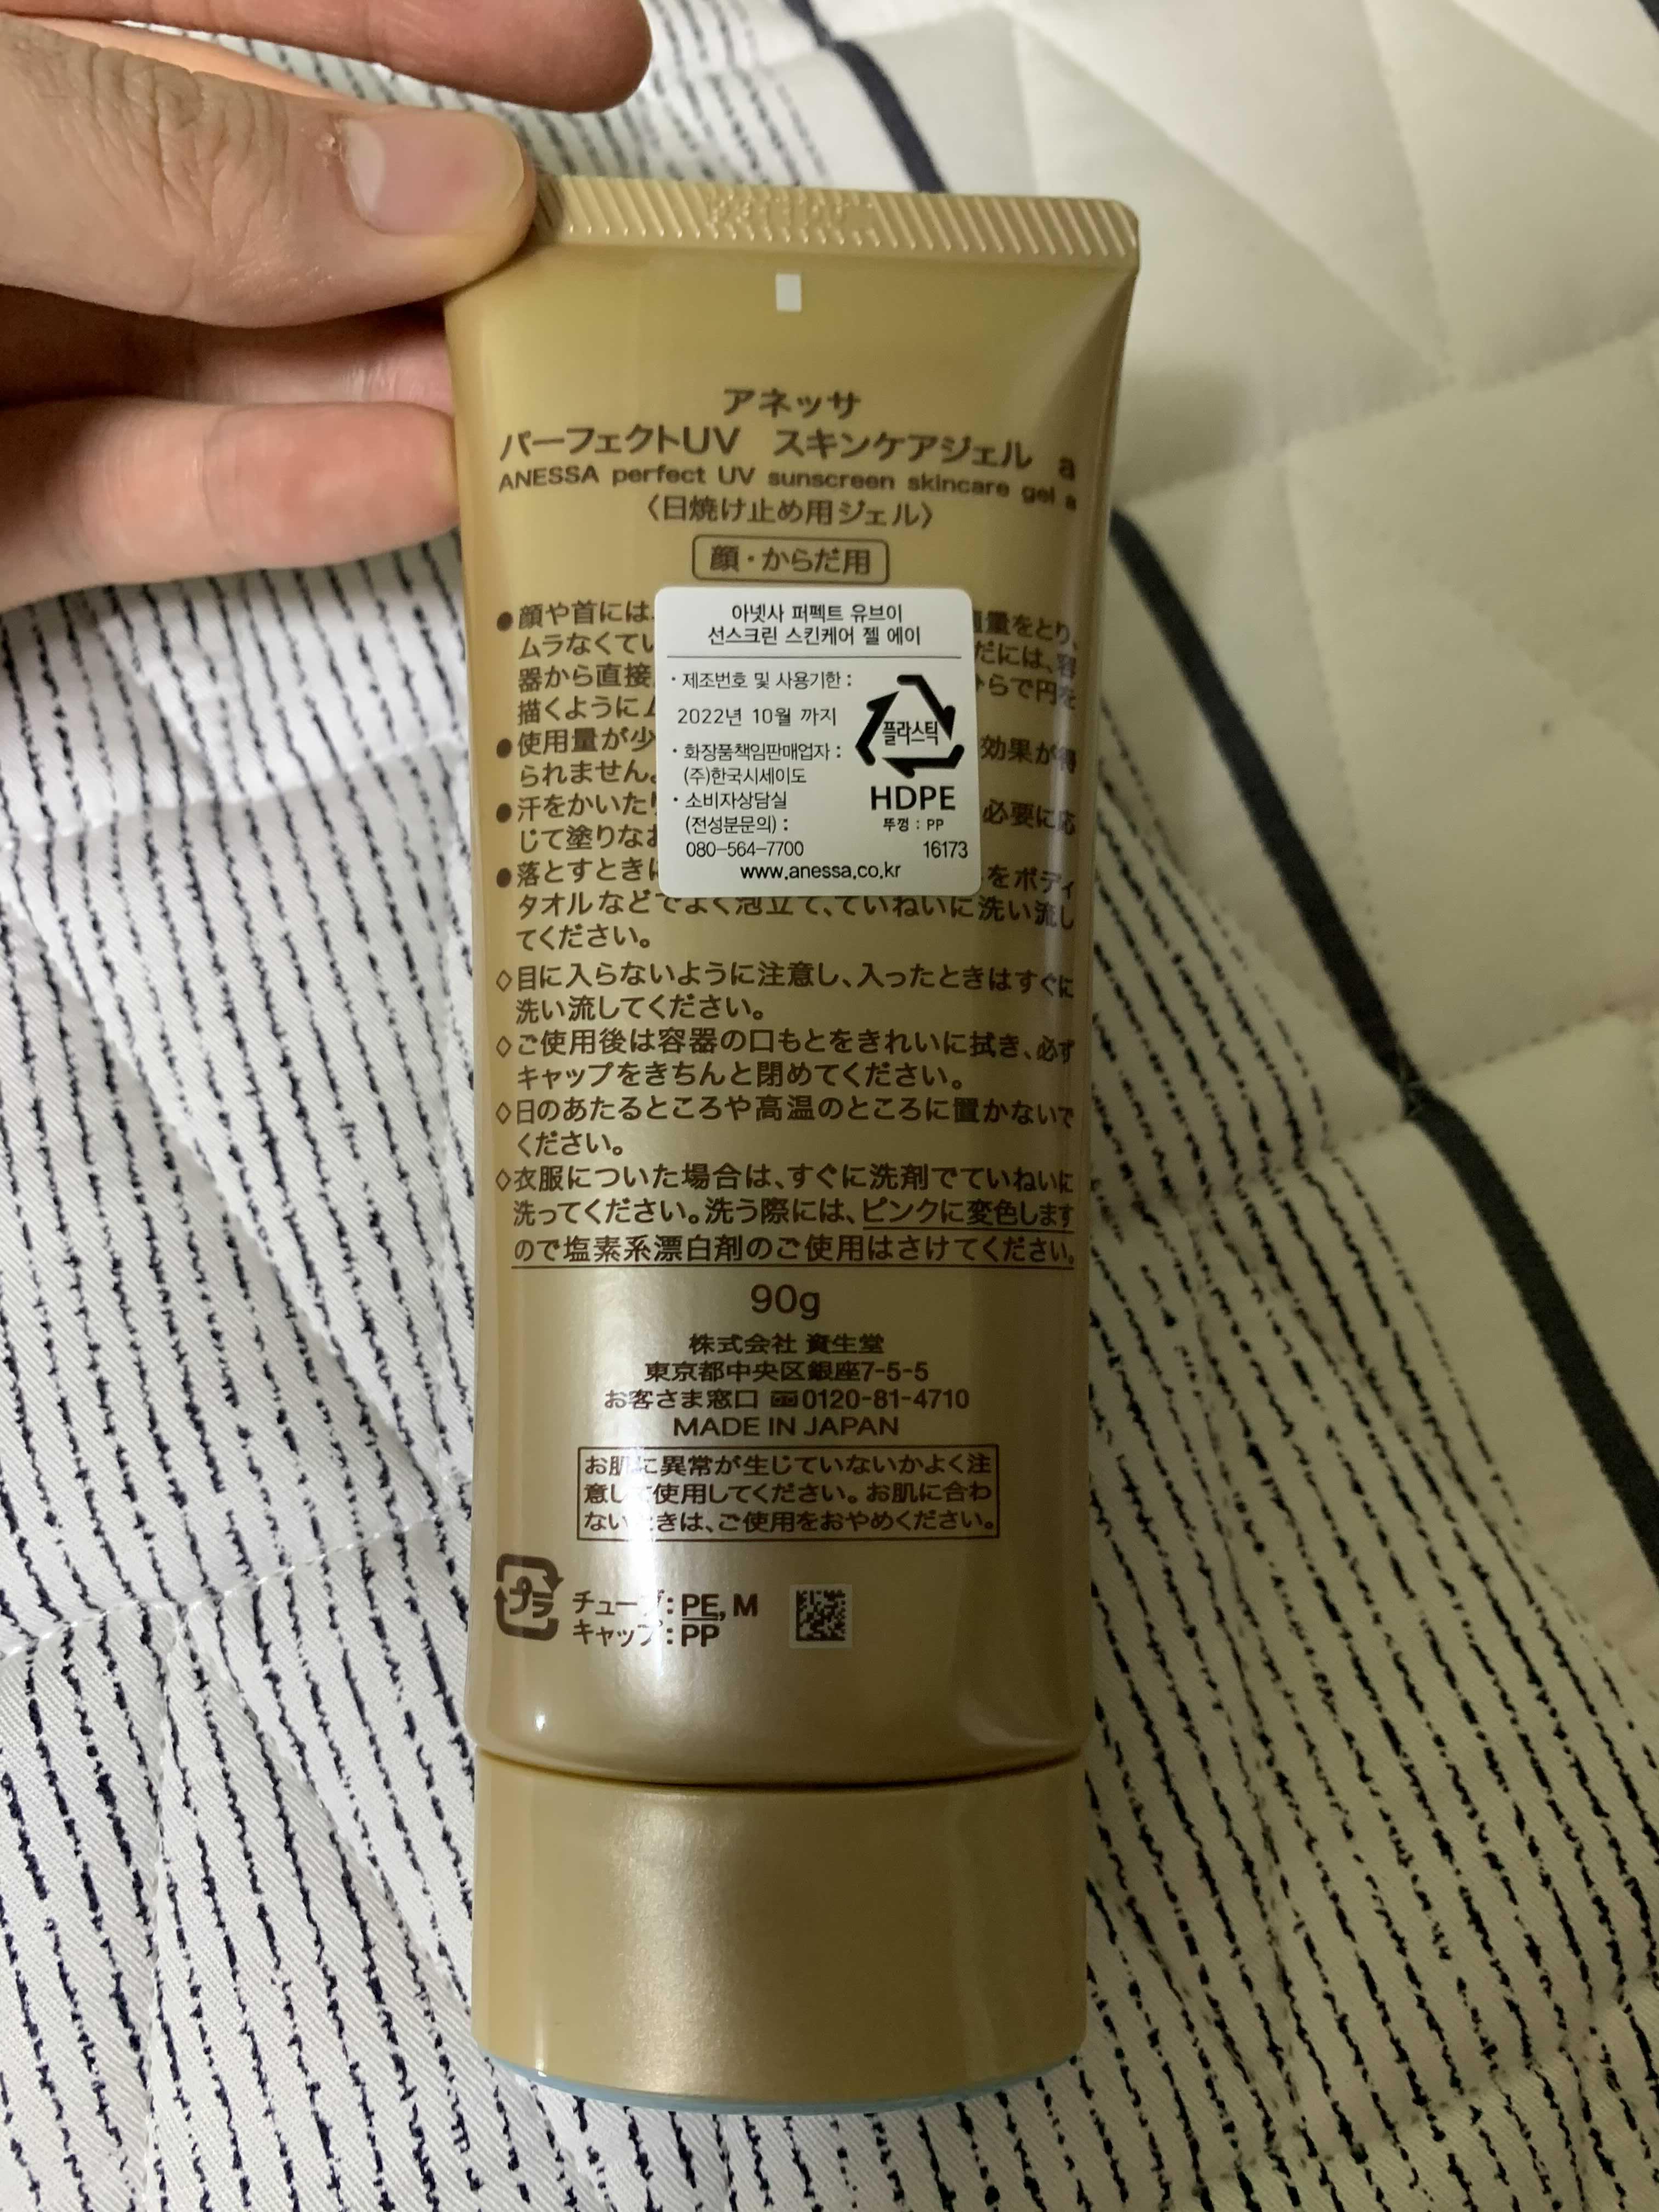 アネッサ
パーフェクトUV スキンケアジェル a
ANESSA perfect UV sunscreen skincare gel a
〈日焼け止め用ジェル〉
顔・からだ用
●顔や首には
量をとり、
ムラなくてい
だには、容
器から直接
らで円を
描くように
●使用量が少
効果が得
られません。
●汗をかいた
必要に応
じて塗りなお
●落とすときに
をボディ
タオルなどでよく泡立て、ていねいに洗い流し
てください。
아넷사 퍼펙트 유브이
선스크린 스킨케어 젤 에이
・제조번호 및 사용기한 :
2022년 10월 까지
・화장품책임판매업자 :
(주)한국시세이도
・소비자상담실
(전성분문의) :
080-564-7700
플라스틱
HDPE
뚜껑 : PP
16173
www.anessa.co.kr
◇目に入らないように注意し、入ったときはすぐに
洗い流してください。
◇ご使用後は容器の口もとをきれいに拭き、必ず
キャップをきちんと閉めてください。
◇日のあたるところや高温のところに置かないで
ください。
◇衣服についた場合は、すぐに洗剤でていねいに
洗ってください。洗う際には、ピンクに変色します
ので塩素系漂白剤のご使用はさけてください。
90g
株式会社 資生堂
東京都中央区銀座7-5-5
お客さま窓口 0120-81-4710
MADE IN JAPAN
お肌に異常が生じていないかよく注
意して使用してください。お肌に合わ
ないときは、ご使用をおやめください。
プラ
チューブ: PE, M
キャップ: PP